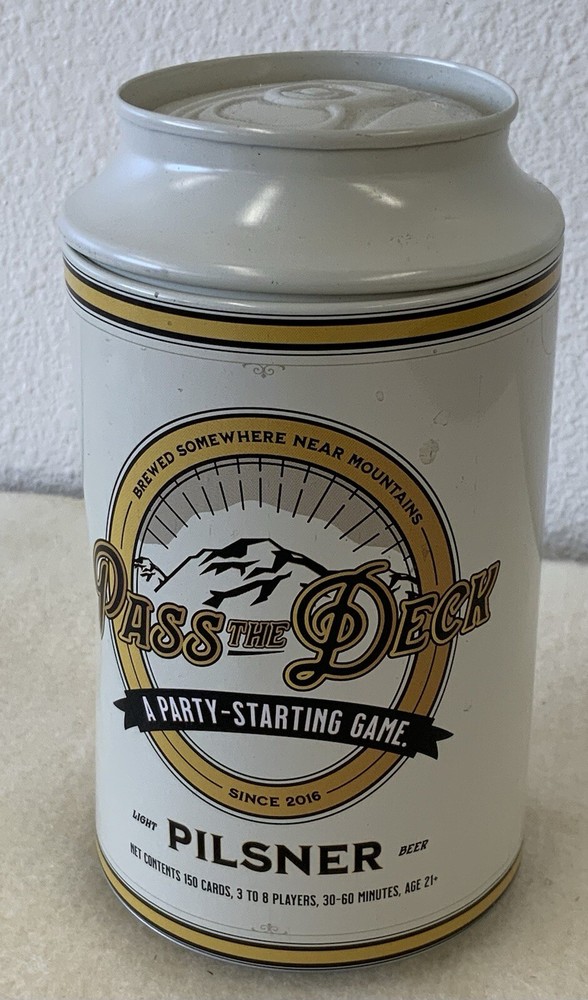 BREWED SOMEWHERE NEAR MOUNTAINS
PASS THE DECK
A PARTY-STARTING GAME.
SINCE 2016
LIGHT PILSNER BEER
NET CONTENTS 150 CARDS, 3 TO 8 PLAYERS, 30-60 MINUTES, AGE 21+